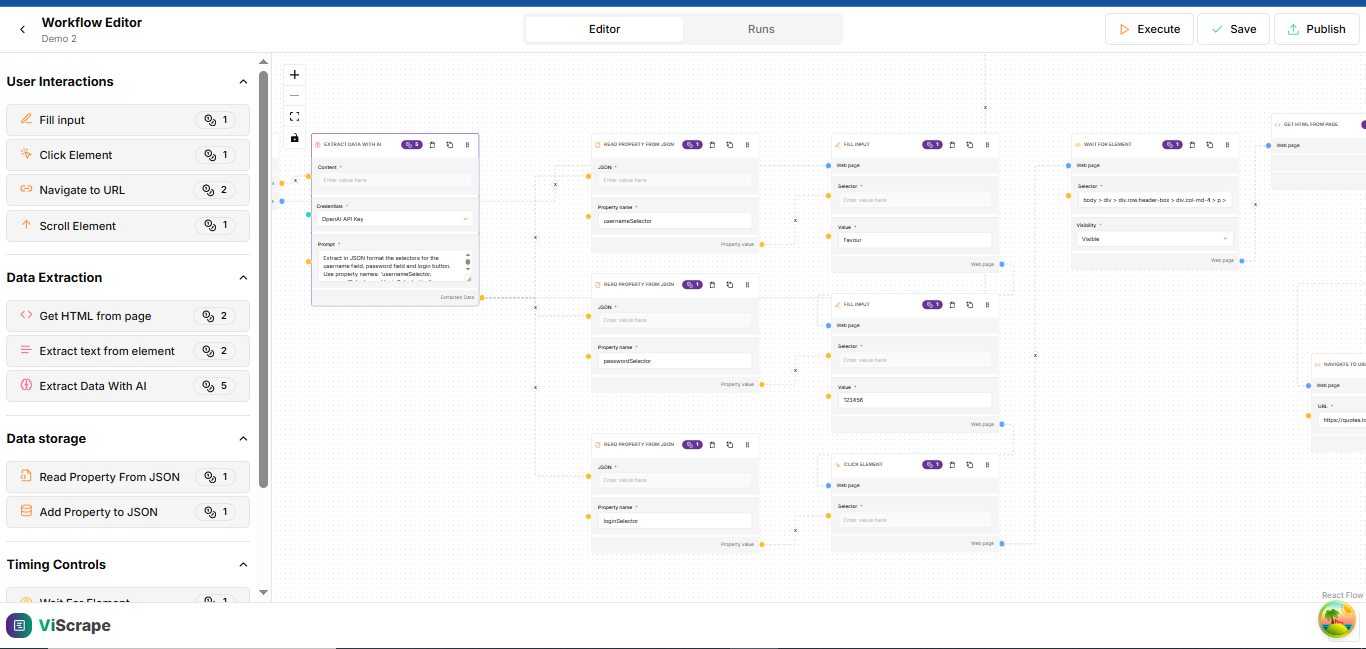 Workflow Editor
Demo 2
Editor
Runs
Execute
Save
Publish
User Interactions
Fill input
1
Click Element
1
Navigate to URL
2
Scroll Element
1
Data Extraction
Get HTML from page
2
Extract text from element
2
Extract Data With AI
5
Data storage
Read Property From JSON
1
Add Property to JSON
1
Timing Controls
Wait For Element
1
EXTRACT DATA WITH AI
5
Content *
Enter value here
Credentials *
OpenAI API Key
Prompt *
Extract in JSON format the selectors for the
username field, password field and login button.
Use property names: 'usernameSelector,
Extracted Data
READ PROPERTY FROM JSON
1
JSON *
Enter value here
Property name *
usernameSelector
Property value
READ PROPERTY FROM JSON
1
JSON *
Enter value here
Property name *
passwordSelector
Property value
READ PROPERTY FROM JSON
1
JSON *
Enter value here
Property name *
loginSelector
Property value
FILL INPUT
1
Web page
Selector *
Enter value here
Value *
Favour
Web page
FILL INPUT
1
Web page
Selector *
Enter value here
Value *
123456
Web page
CLICK ELEMENT
1
Web page
Selector *
Enter value here
Web page
WAIT FOR ELEMENT
1
Web page
Selector *
body > div > div.row.header-box > div.col-md-4 > p >
Visibility *
Visible
Web page
GET HTML FROM PAGE
Web page
NAVIGATE TO URL
Web page
URL *
https://quotes.to
React Flow
ViScrape